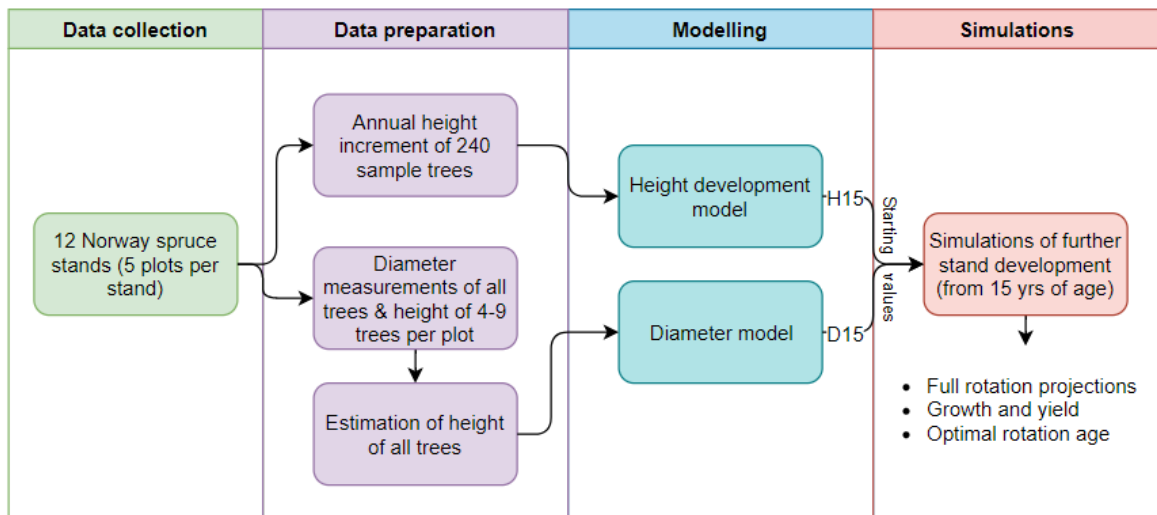 Data collection
Data preparation
Modelling
Simulations
12 Norway spruce
stands (5 plots per
stand)
Annual height
increment of 240
sample trees
Diameter
measurements of all
trees & height of 4-9
trees per plot
Estimation of height
of all trees
Height development
model
Diameter model
H15
D15
Starting
values
Simulations of further
stand development
(from 15 yrs of age)
• Full rotation projections
• Growth and yield
• Optimal rotation age